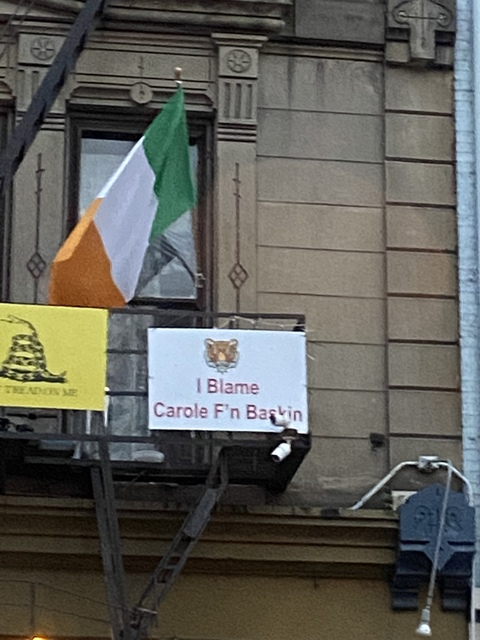 TREAD ON ME
I Blame
Carole F'n Baskin